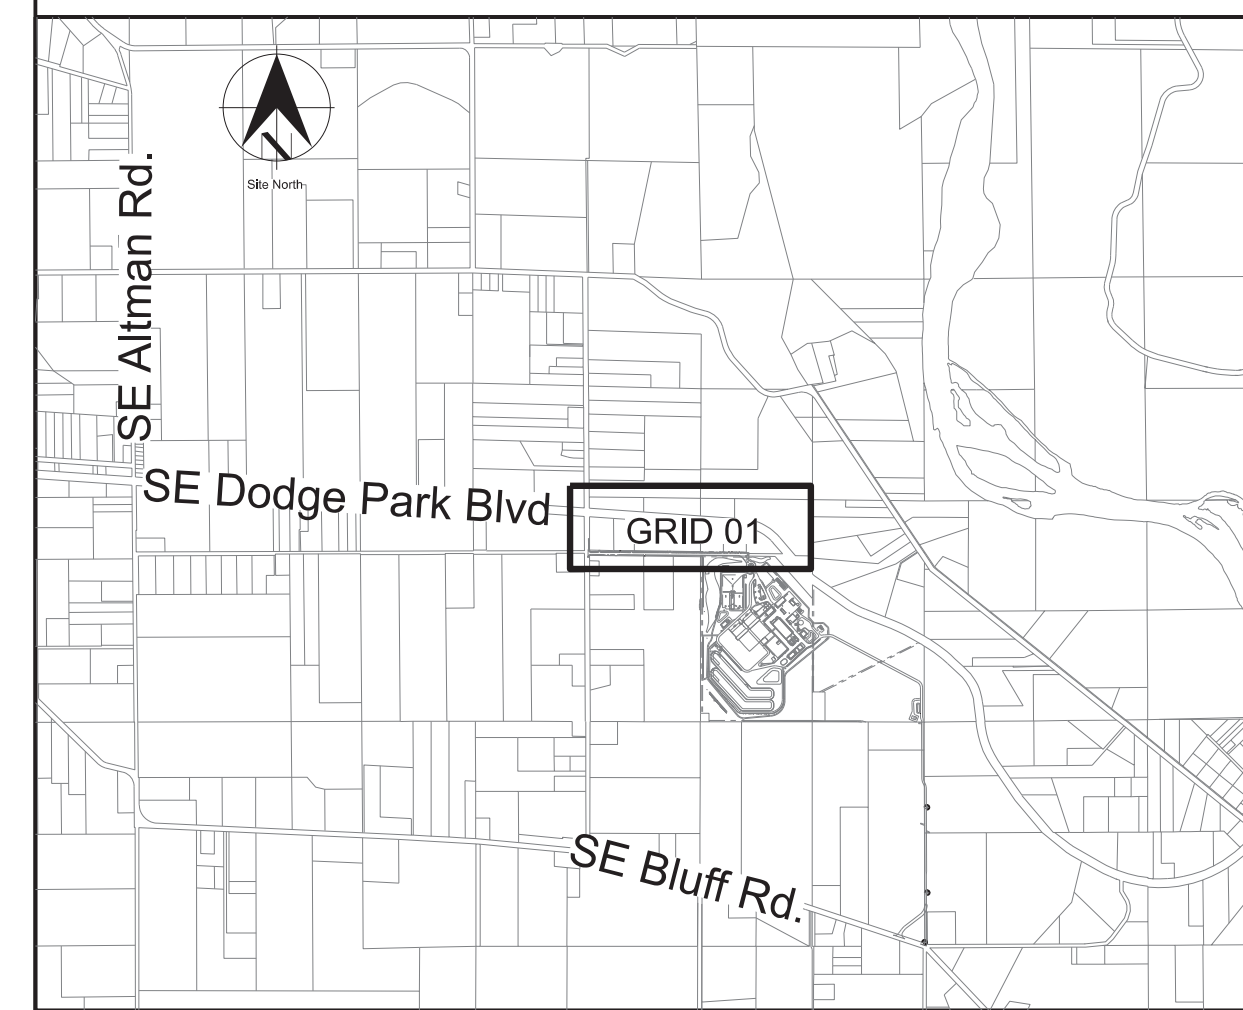 Site North
SE Altman Rd.
SE Dodge Park Blvd
GRID 01
SE Bluff Rd.